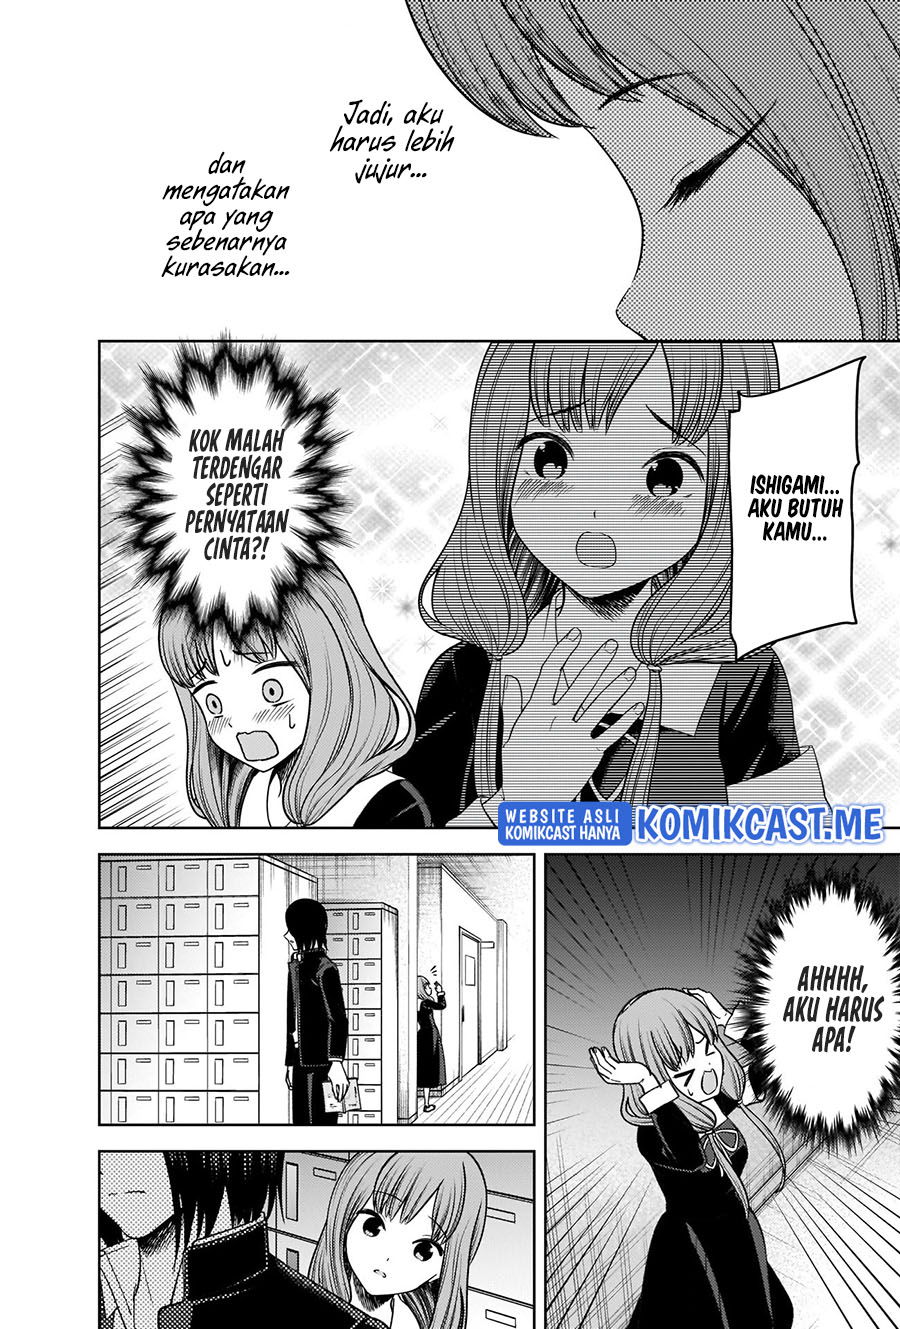 Jadi, aku
harus lebih
jujur...
dan
mengatakan
apa yang
sebenarnya
kurasakan...
ISHIGAMI...
AKU BUTUH
KAMU...
KOK MALAH
TERDENGAR
SEPERTI
PERNYATAAN
CINTA?!
WEBSITE ASLI
KOMIKCAST HANYA
KOMIKCAST.ME
AHHHH,
AKU HARUS
APA!